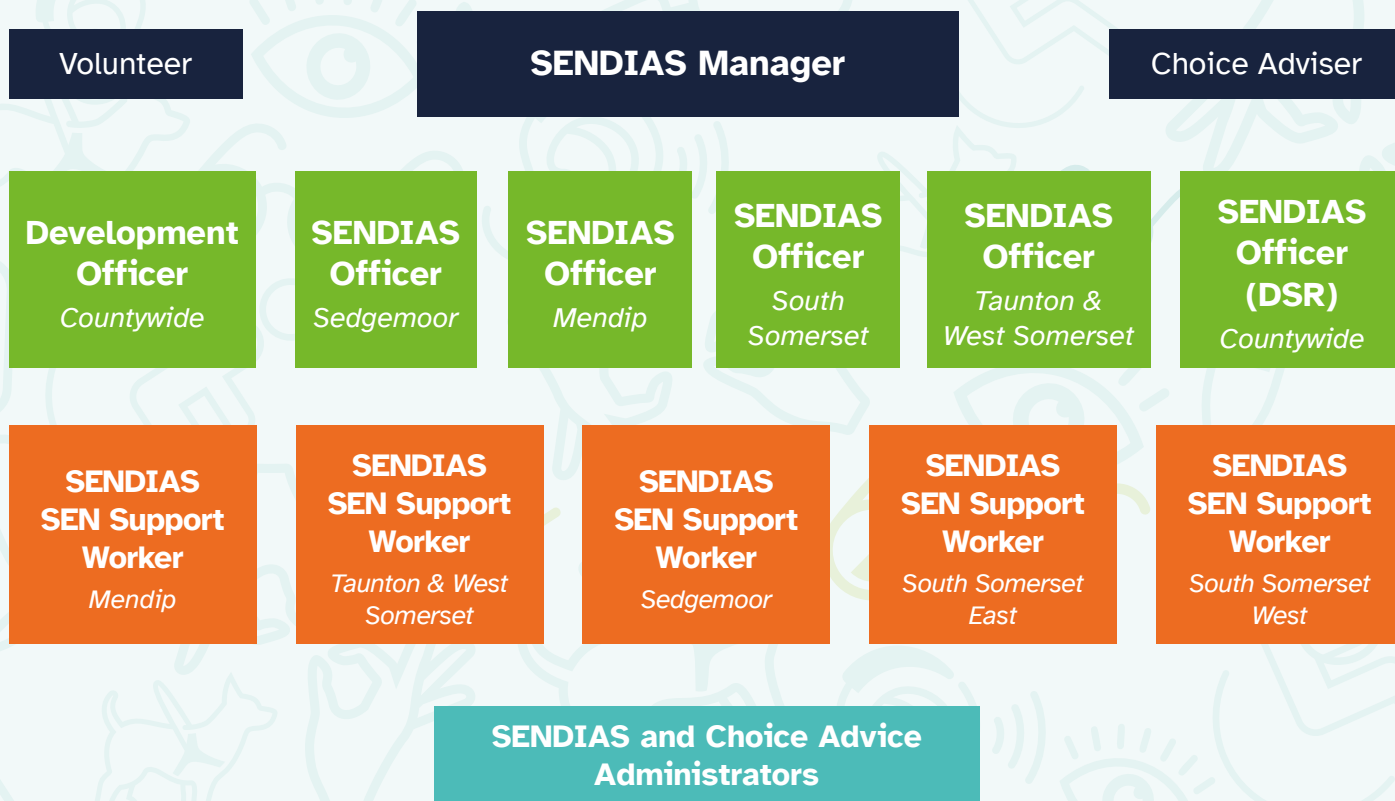 Volunteer
SENDIAS Manager
Choice Adviser
Development
Officer
Countywide
SENDIAS
Officer
Sedgemoor
SENDIAS
Officer
Mendip
SENDIAS
Officer
South
Somerset
SENDIAS
Officer
Taunton &
West Somerset
SENDIAS
Officer
(DSR)
Countywide
SENDIAS
SEN Support
Worker
Mendip
SENDIAS
SEN Support
Worker
Taunton & West
Somerset
SENDIAS
SEN Support
Worker
Sedgemoor
SENDIAS
SEN Support
Worker
South Somerset
East
SENDIAS
SEN Support
Worker
South Somerset
West
SENDIAS and Choice Advice
Administrators